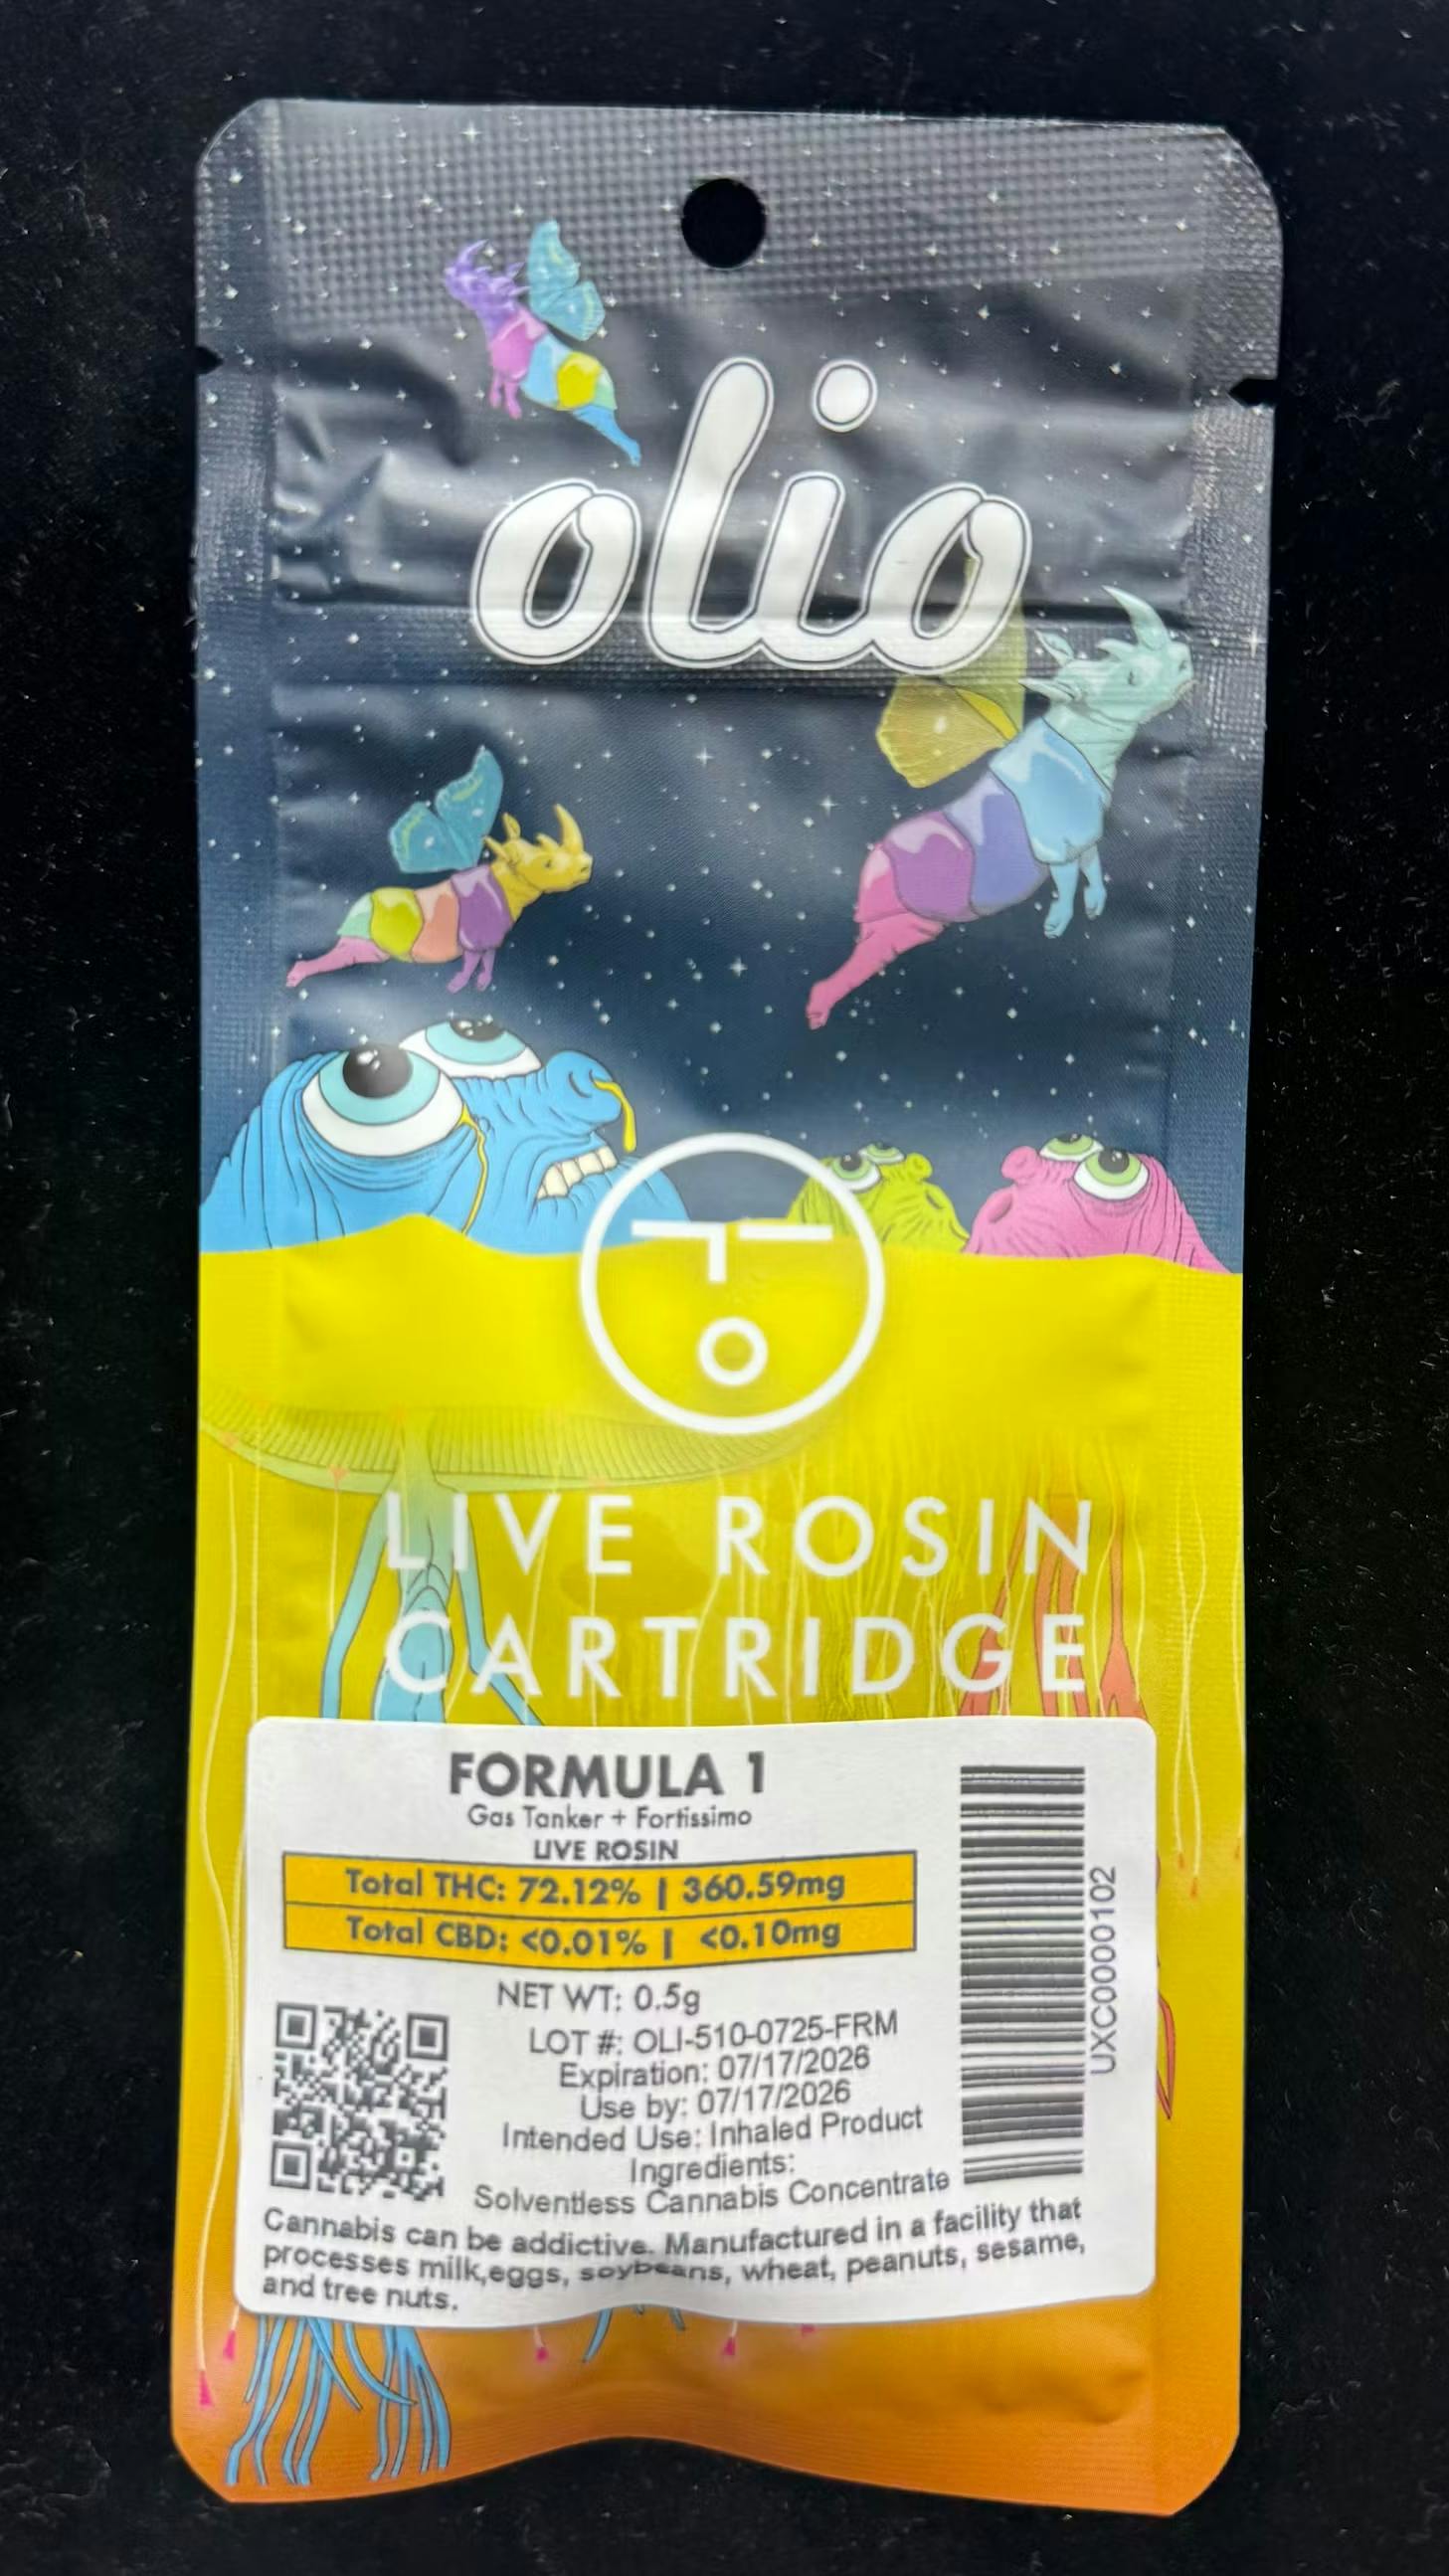 olio
LIVE ROSIN
CARTRIDGE
FORMULA 1
Gas Tanker + Fortissimo
LIVE ROSIN
Total THC: 72.12% | 360.59mg
Total CBD: <0.01% | <0.10mg
NET WT: 0.5g
LOT #: OLI-510-0725-FRM
Expiration: 07/17/2026
Use by: 07/17/2026
Intended Use: Inhaled Product
Ingredients:
Solventless Cannabis Concentrate
Cannabis can be addictive. Manufactured in a facility that
processes milk,eggs, soybeans, wheat, peanuts, sesame,
and tree nuts.
UXC0000102